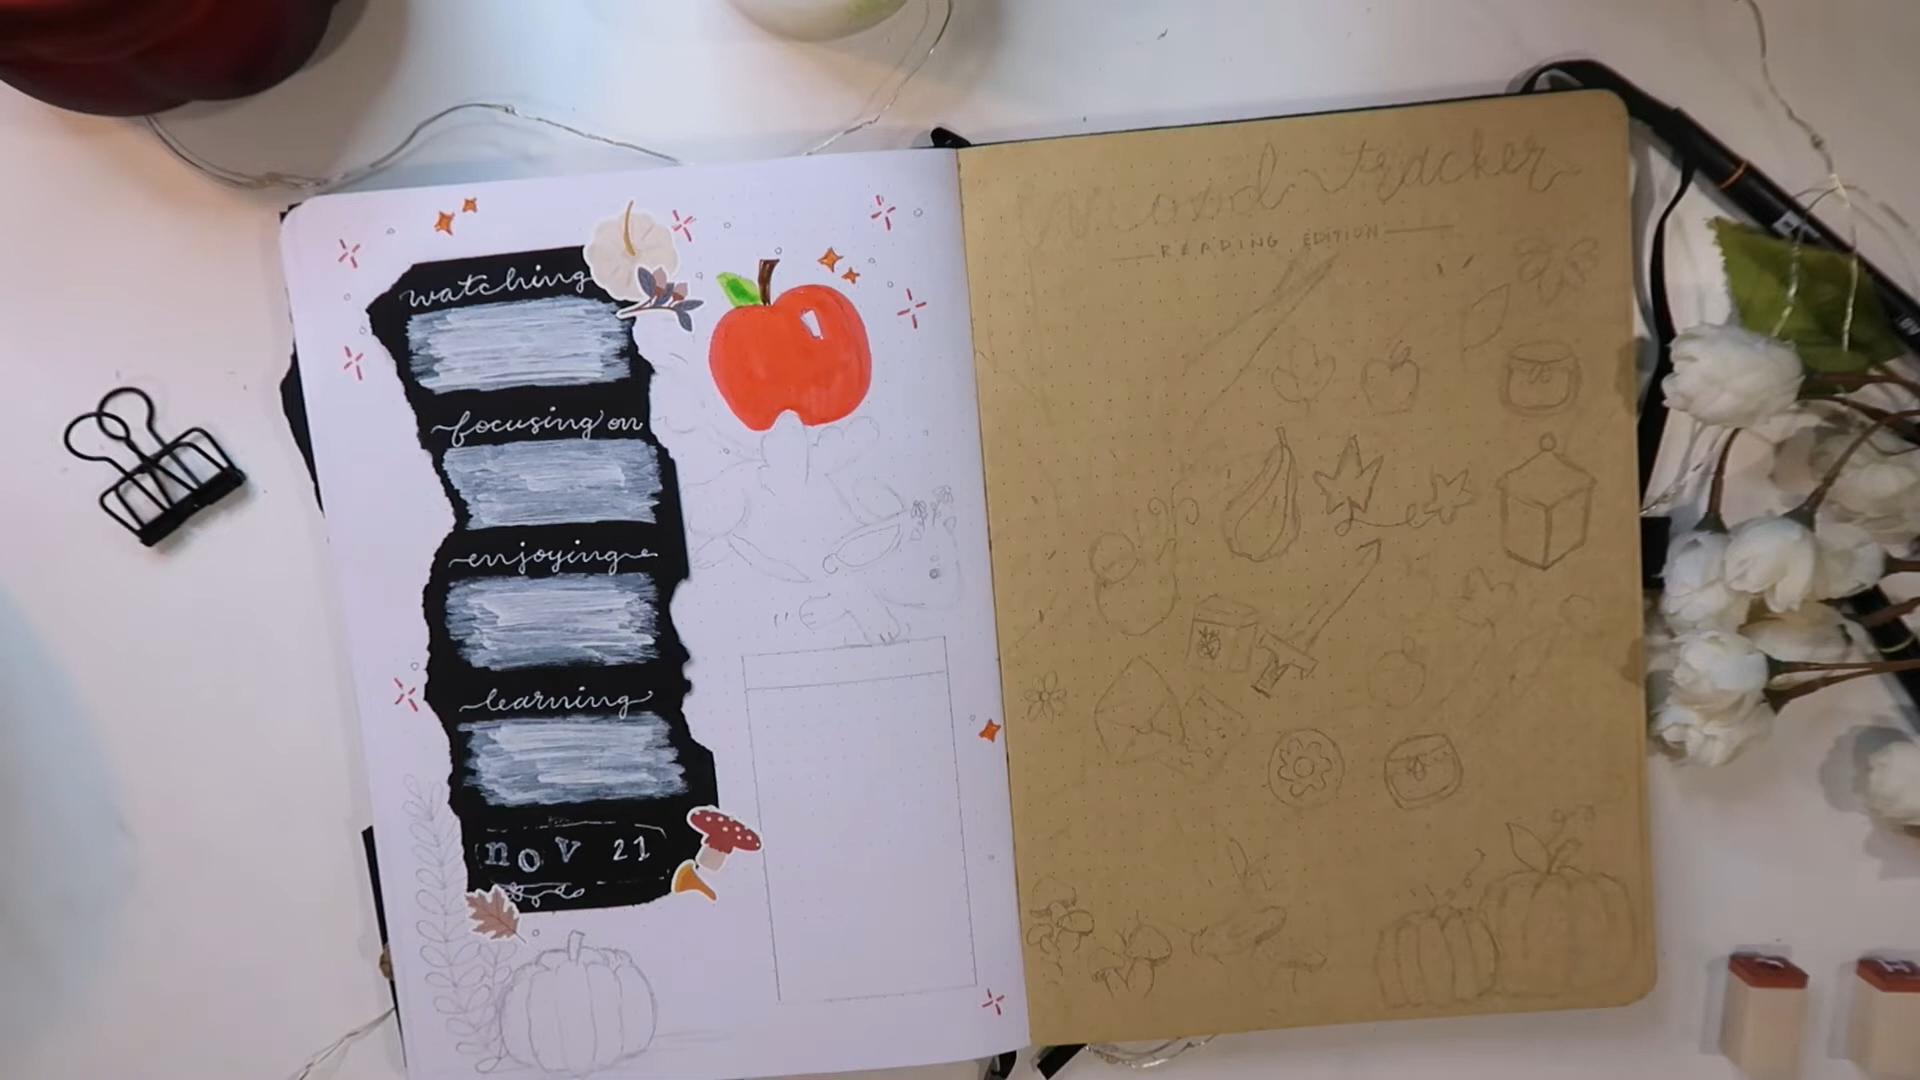 watching
focusing on
enjoying
learning
nov 21
Mood tracker
READING EDITION